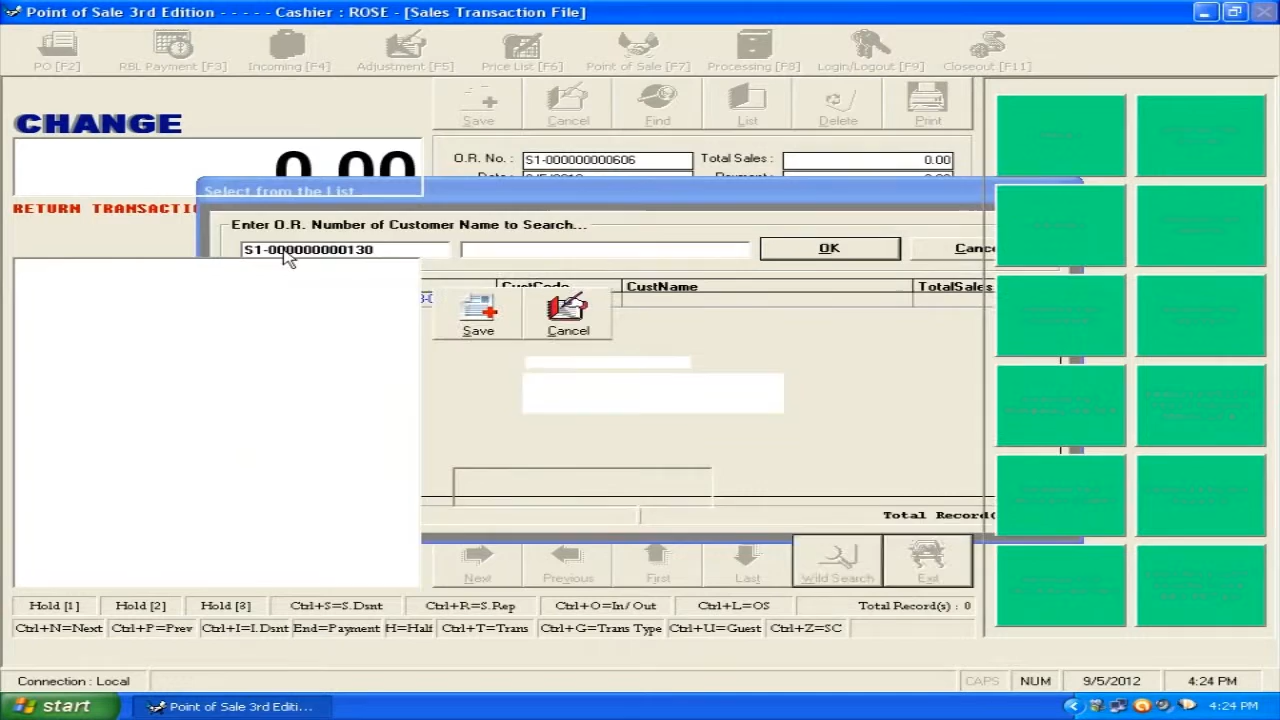 Point of Sale 3rd Edition - - - - - Cashier : ROSE - [Sales Transaction File]
PO [F2] RBL Payment [F3] Incoming [F4] Adjustment [F5] Price List [F6] Point of Sale [F7] Processing [F8] Login/Logout [F9] Closeout [F11]
Save Cancel Find List Delete Print
CHANGE
0.00
O.R. No. : S1-000000000606 Total Sales : 0.00
Select from the List
RETURN TRANSACTI
Enter O.R. Number of Customer Name to Search...
S1-000000000130 OK Canc
CustCode CustName TotalSales
Save Cancel
Total Record(
Next Previous First Last Wild Search Exit
Hold [1] Hold [2] Hold [3] Ctrl+S=S.Dsnt Ctrl+R=S.Rep Ctrl+O=In/Out Ctrl+L=OS Total Record(s) : 0
Ctrl+N=Next Ctrl+P=Prev Ctrl+I=I.Dsnt End=Payment H=Half Ctrl+T=Trans Ctrl+G=Trans Type Ctrl+U=Guest Ctrl+Z=SC
Connection : Local CAPS NUM 9/5/2012 4:24 PM
start Point of Sale 3rd Editi... 4:24 PM